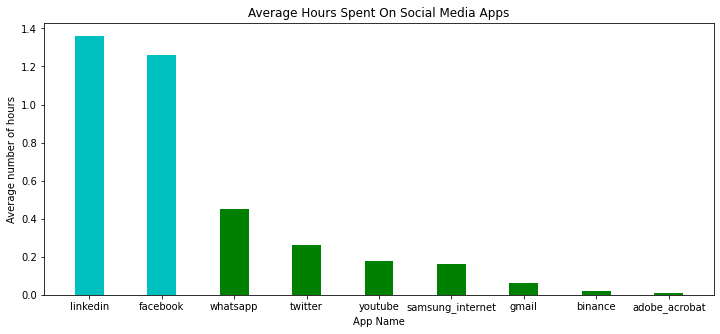 Average Hours Spent On Social Media Apps
1.4
1.2
1.0
0.8
0.6
0.4
0.2
0.0
Average number of hours
linkedin facebook whatsapp twitter youtube samsung_internet gmail binance adobe_acrobat
App Name